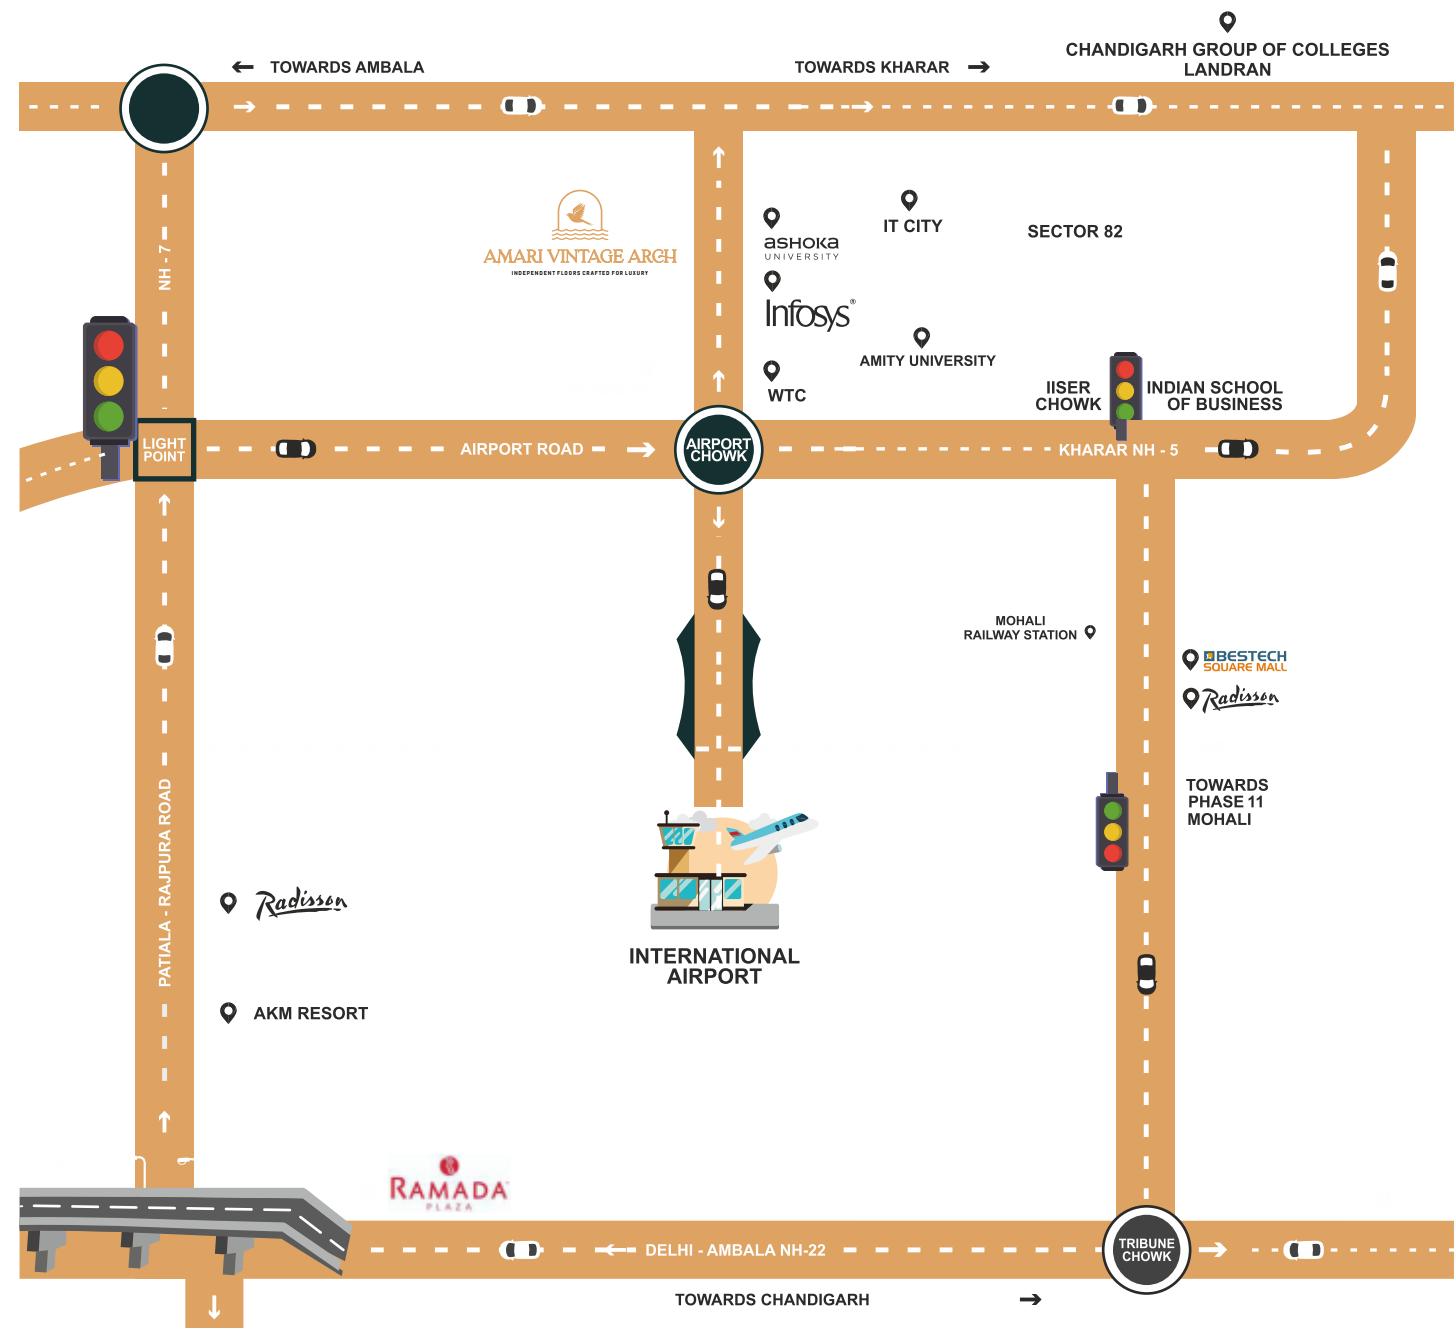 CHANDIGARH GROUP OF COLLEGES
LANDRAN
TOWARDS AMBALA
TOWARDS KHARAR
NH - 7
AMARI VINTAGE ARCH
INDEPENDENT FLOORS CRAFTED FOR LUXURY
ASHOKA
UNIVERSITY
IT CITY
SECTOR 82
Infosys®
AMITY UNIVERSITY
WTC
IISER
CHOWK
INDIAN SCHOOL
OF BUSINESS
LIGHT
POINT
AIRPORT ROAD
AIRPORT
CHOWK
KHARAR NH - 5
MOHALI
RAILWAY STATION
BESTECH
SQUARE MALL
Radisson
TOWARDS
PHASE 11
MOHALI
PATIALA - RAJPURA ROAD
Radisson
AKM RESORT
INTERNATIONAL
AIRPORT
RAMADA
PLAZA
DELHI - AMBALA NH-22
TRIBUNE
CHOWK
TOWARDS CHANDIGARH